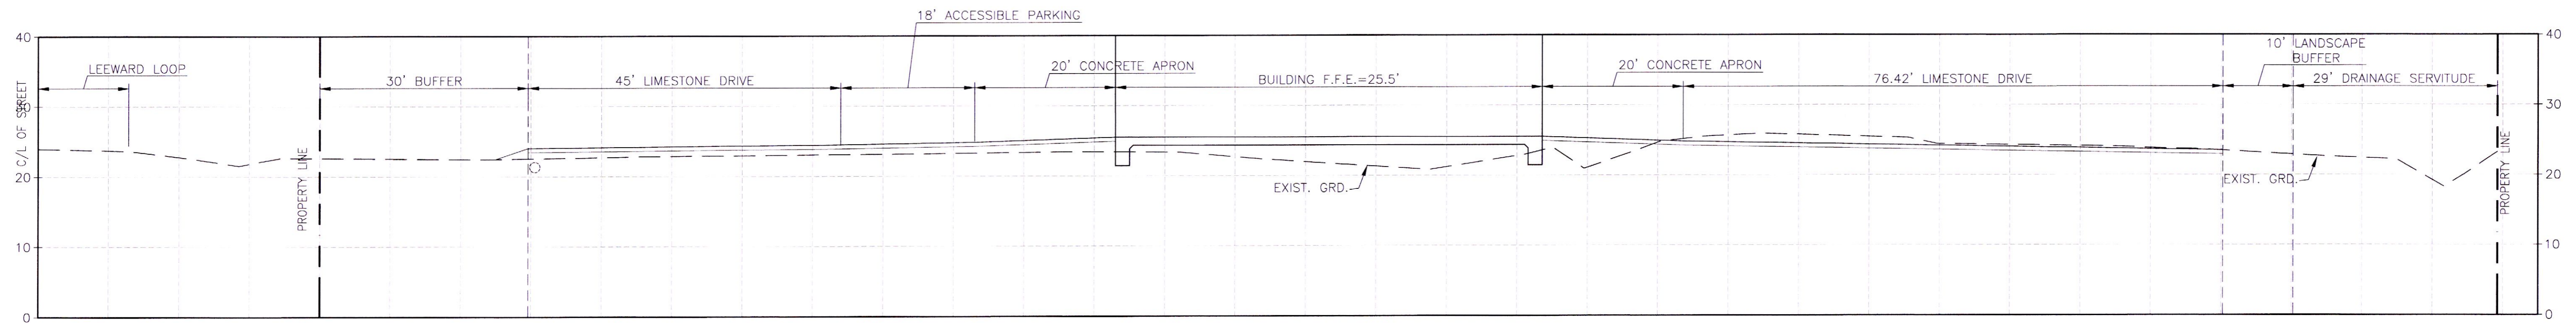 18' ACCESSIBLE PARKING
40
40
10' LANDSCAPE
BUFFER
LEEWARD LOOP
20' CONCRETE APRON
20' CONCRETE APRON
30' BUFFER
45' LIMESTONE DRIVE
BUILDING F.F.E.=25.5'
76.42' LIMESTONE DRIVE
29' DRAINAGE SERVITUDE
30
30
C/L OF SREET
PROPERTY LINE
PROPERTY LINE
20
20
EXIST. GRD.
EXIST. GRD.
10
10
0
0